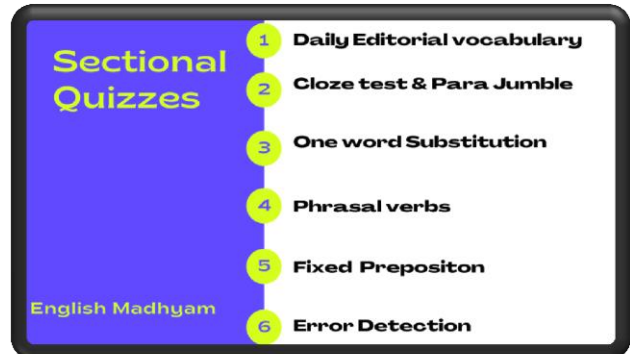 Sectional
Quizzes
English Madhyam
1 Daily Editorial vocabulary
2 Cloze test & Para Jumble
3 One word Substitution
4 Phrasal verbs
5 Fixed Prepositon
6 Error Detection